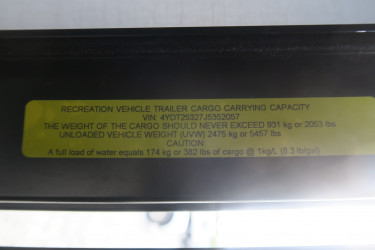 RECREATION VEHICLE TRAILER CARGO CARRYING CAPACITY
VIN: 4YDT25327J5352057
THE WEIGHT OF THE CARGO SHOULD NEVER EXCEED 931 kg or 2053 lbs
UNLOADED VEHICLE WEIGHT (UVW) 2475 kg or 5457 lbs
CAUTION:
A full load of water equals 174 kg or 382 lbs of cargo @ 1kg/L (8.3 lb/gal)